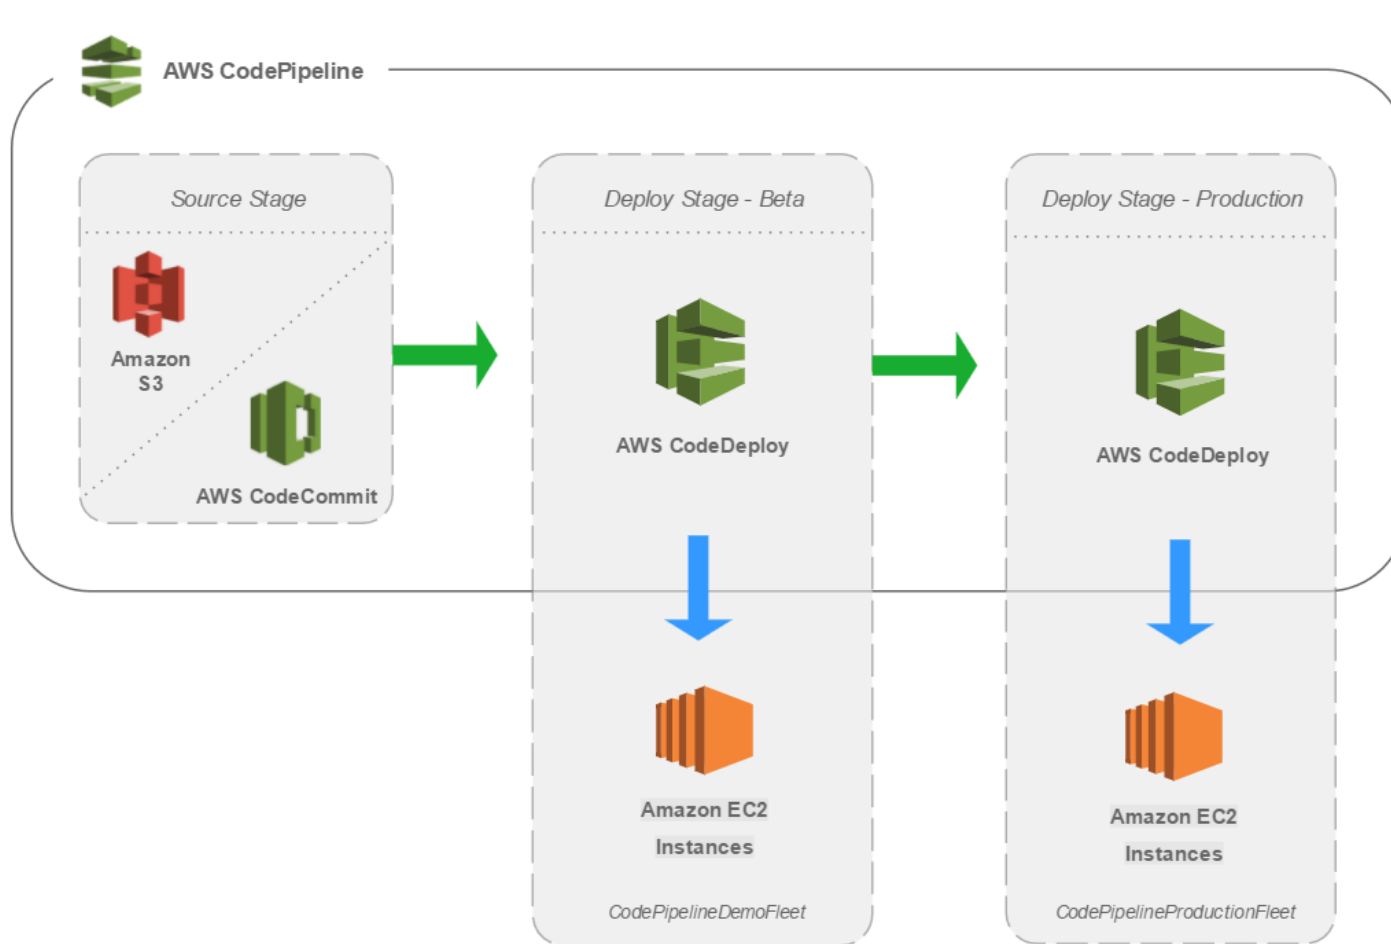 AWS CodePipeline
Source Stage
Amazon
S3
AWS CodeCommit
Deploy Stage - Beta
AWS CodeDeploy
Amazon EC2
Instances
CodePipelineDemoFleet
Deploy Stage - Production
AWS CodeDeploy
Amazon EC2
Instances
CodePipelineProductionFleet